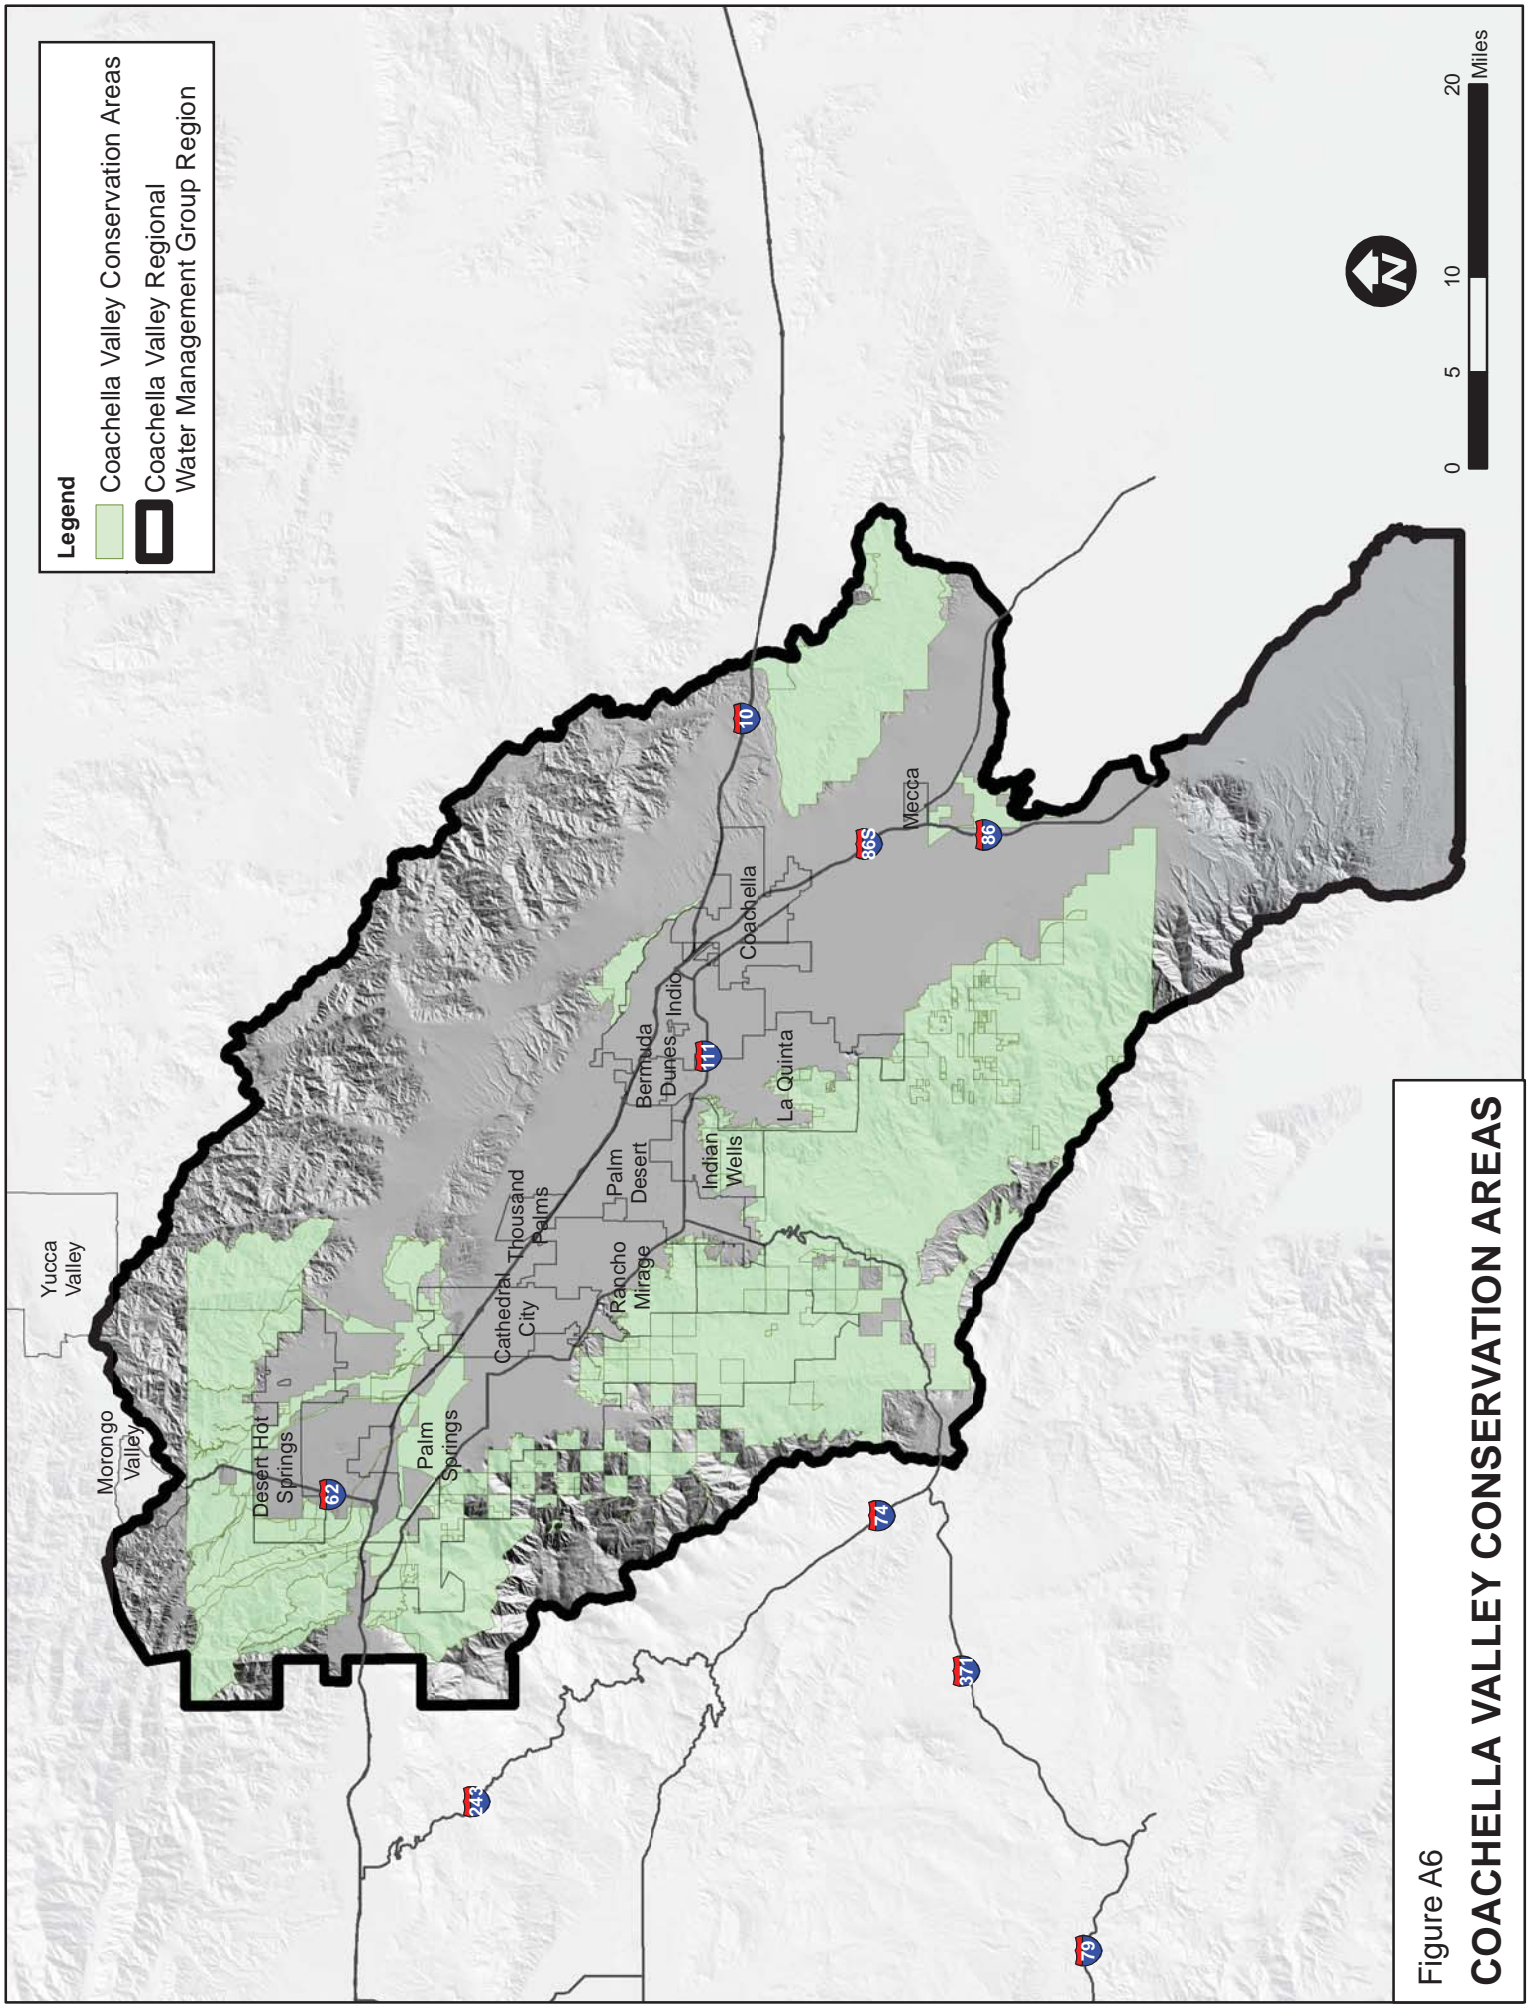 Legend
Coachella Valley Conservation Areas
Coachella Valley Regional
Water Management Group Region
Yucca
Valley
Morongo
Valley
Desert Hot
Springs
62
Palm
Springs
Cathedral
City
Thousand
Palms
Rancho
Mirage
Palm
Desert
Indian
Wells
Bermuda
Dunes
Indio
111
La Quinta
Coachella
10
86S
Mecca
86
74
371
243
79
N
0
5
10
20
Miles
Figure A6
COACHELLA VALLEY CONSERVATION AREAS